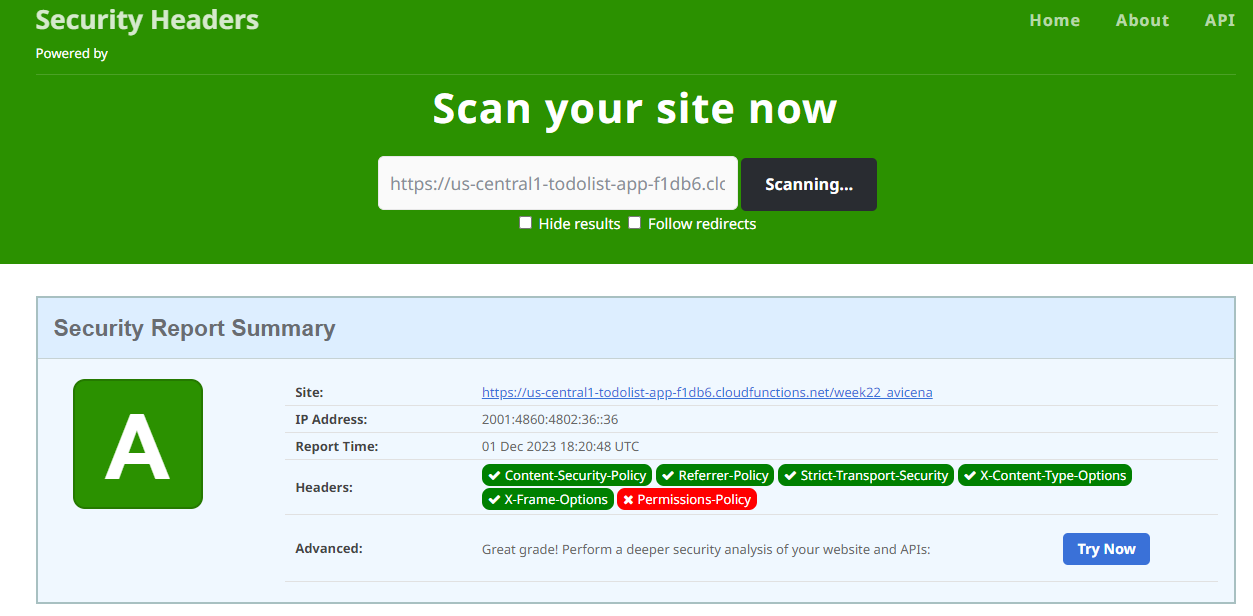 Security Headers
Home About API
Powered by
Scan your site now
https://us-central1-todolist-app-f1db6.clo
Scanning...
Hide results Follow redirects
Security Report Summary
A
Site: https://us-central1-todolist-app-f1db6.cloudfunctions.net/week22_avicena
IP Address: 2001:4860:4802:36::36
Report Time: 01 Dec 2023 18:20:48 UTC
Headers: Content-Security-Policy Referrer-Policy Strict-Transport-Security X-Content-Type-Options
X-Frame-Options Permissions-Policy
Advanced: Great grade! Perform a deeper security analysis of your website and APIs: Try Now